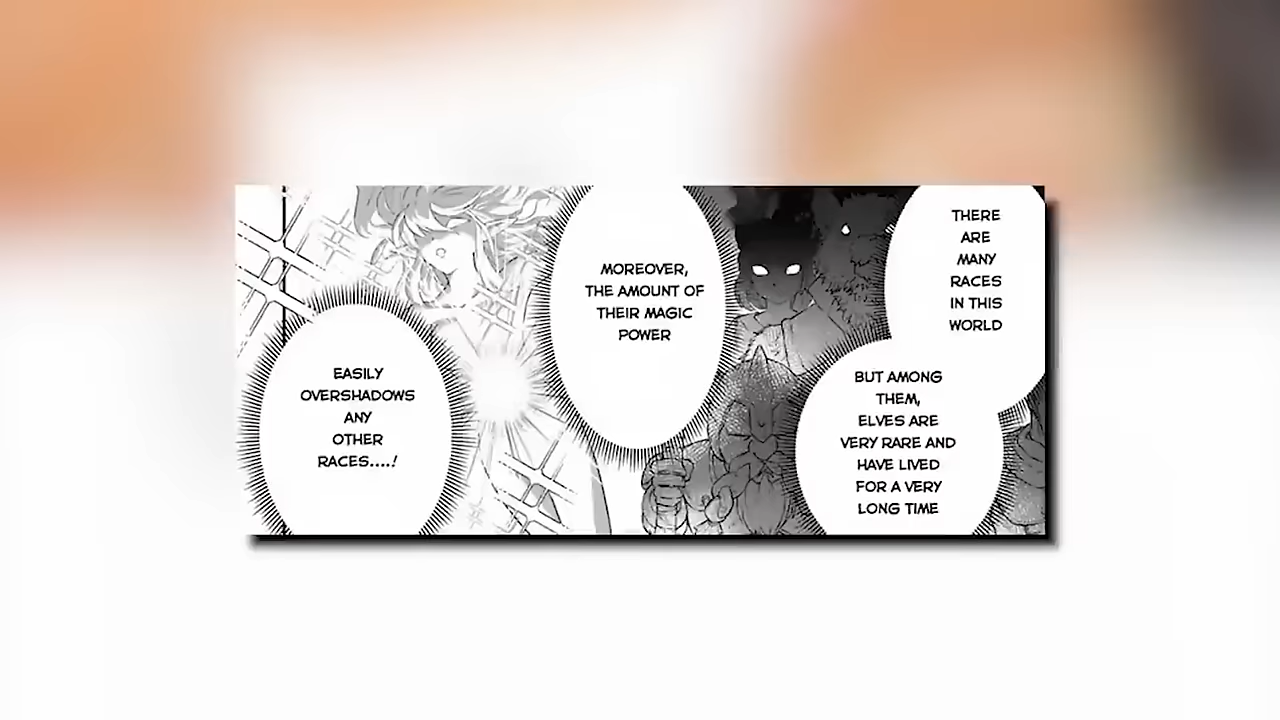 THERE
ARE
MANY
RACES
IN THIS
WORLD
BUT AMONG
THEM,
ELVES ARE
VERY RARE AND
HAVE LIVED
FOR A VERY
LONG TIME
MOREOVER,
THE AMOUNT OF
THEIR MAGIC
POWER
EASILY
OVERSHADOWS
ANY
OTHER
RACES....!